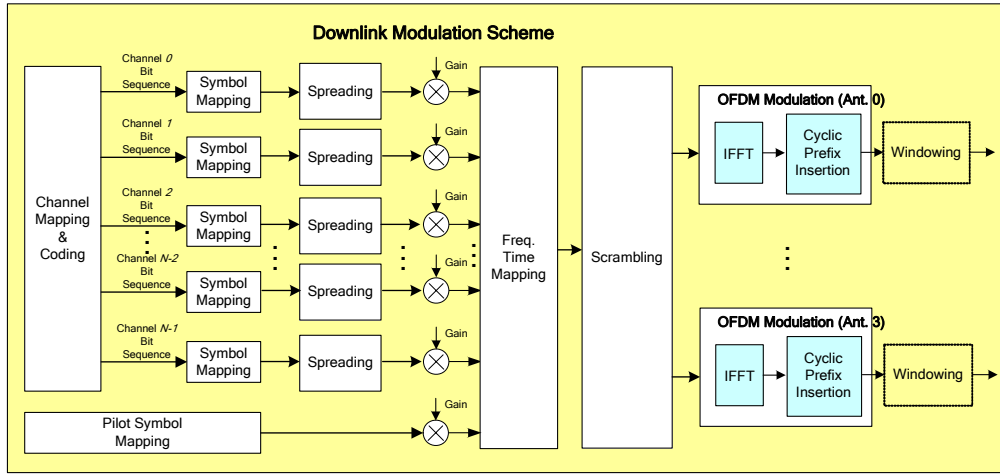 Downlink Modulation Scheme
Channel 0
Bit
Sequence
Symbol
Mapping
Spreading
Gain
Channel 1
Bit
Sequence
Symbol
Mapping
Spreading
Gain
Channel 2
Bit
Sequence
Symbol
Mapping
Spreading
Gain
Channel N-2
Bit
Sequence
Symbol
Mapping
Spreading
Gain
Channel N-1
Bit
Sequence
Symbol
Mapping
Spreading
Gain
Channel
Mapping
&
Coding
Pilot Symbol
Mapping
Gain
Freq.
Time
Mapping
Scrambling
OFDM Modulation (Ant. 0)
IFFT
Cyclic
Prefix
Insertion
Windowing
OFDM Modulation (Ant. 3)
IFFT
Cyclic
Prefix
Insertion
Windowing